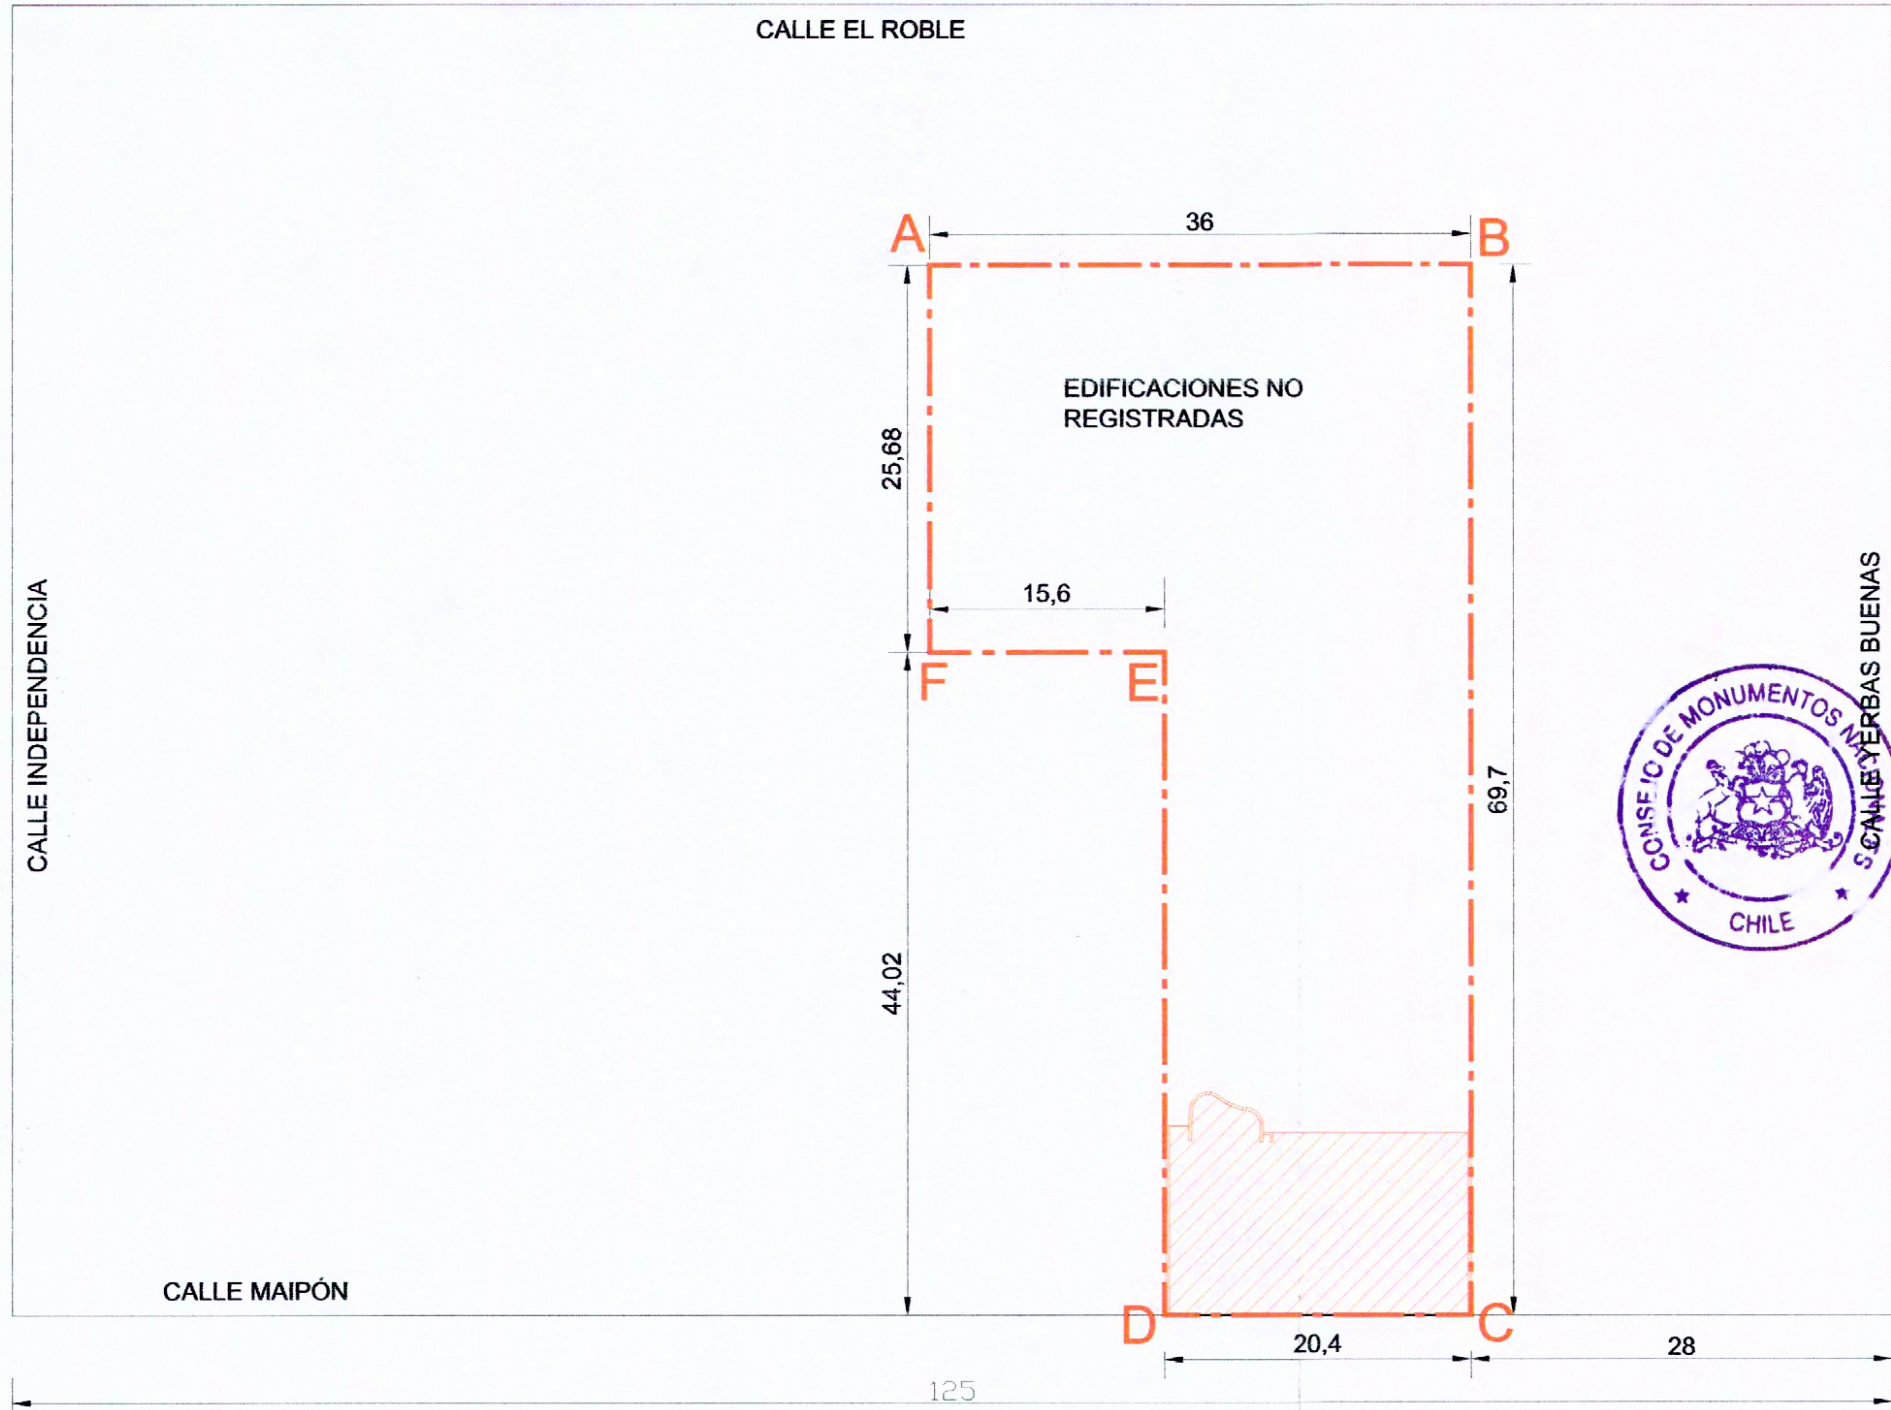 CALLE EL ROBLE
A
36
B
EDIFICACIONES NO
REGISTRADAS
25,68
15,6
F
E
CALLE INDEPENDENCIA
CALLE YERBAS BUENAS
CONSEJO DE MONUMENTOS NACIONALES
CHILE
69,7
44,02
CALLE MAIPÓN
D
C
20,4
28
125